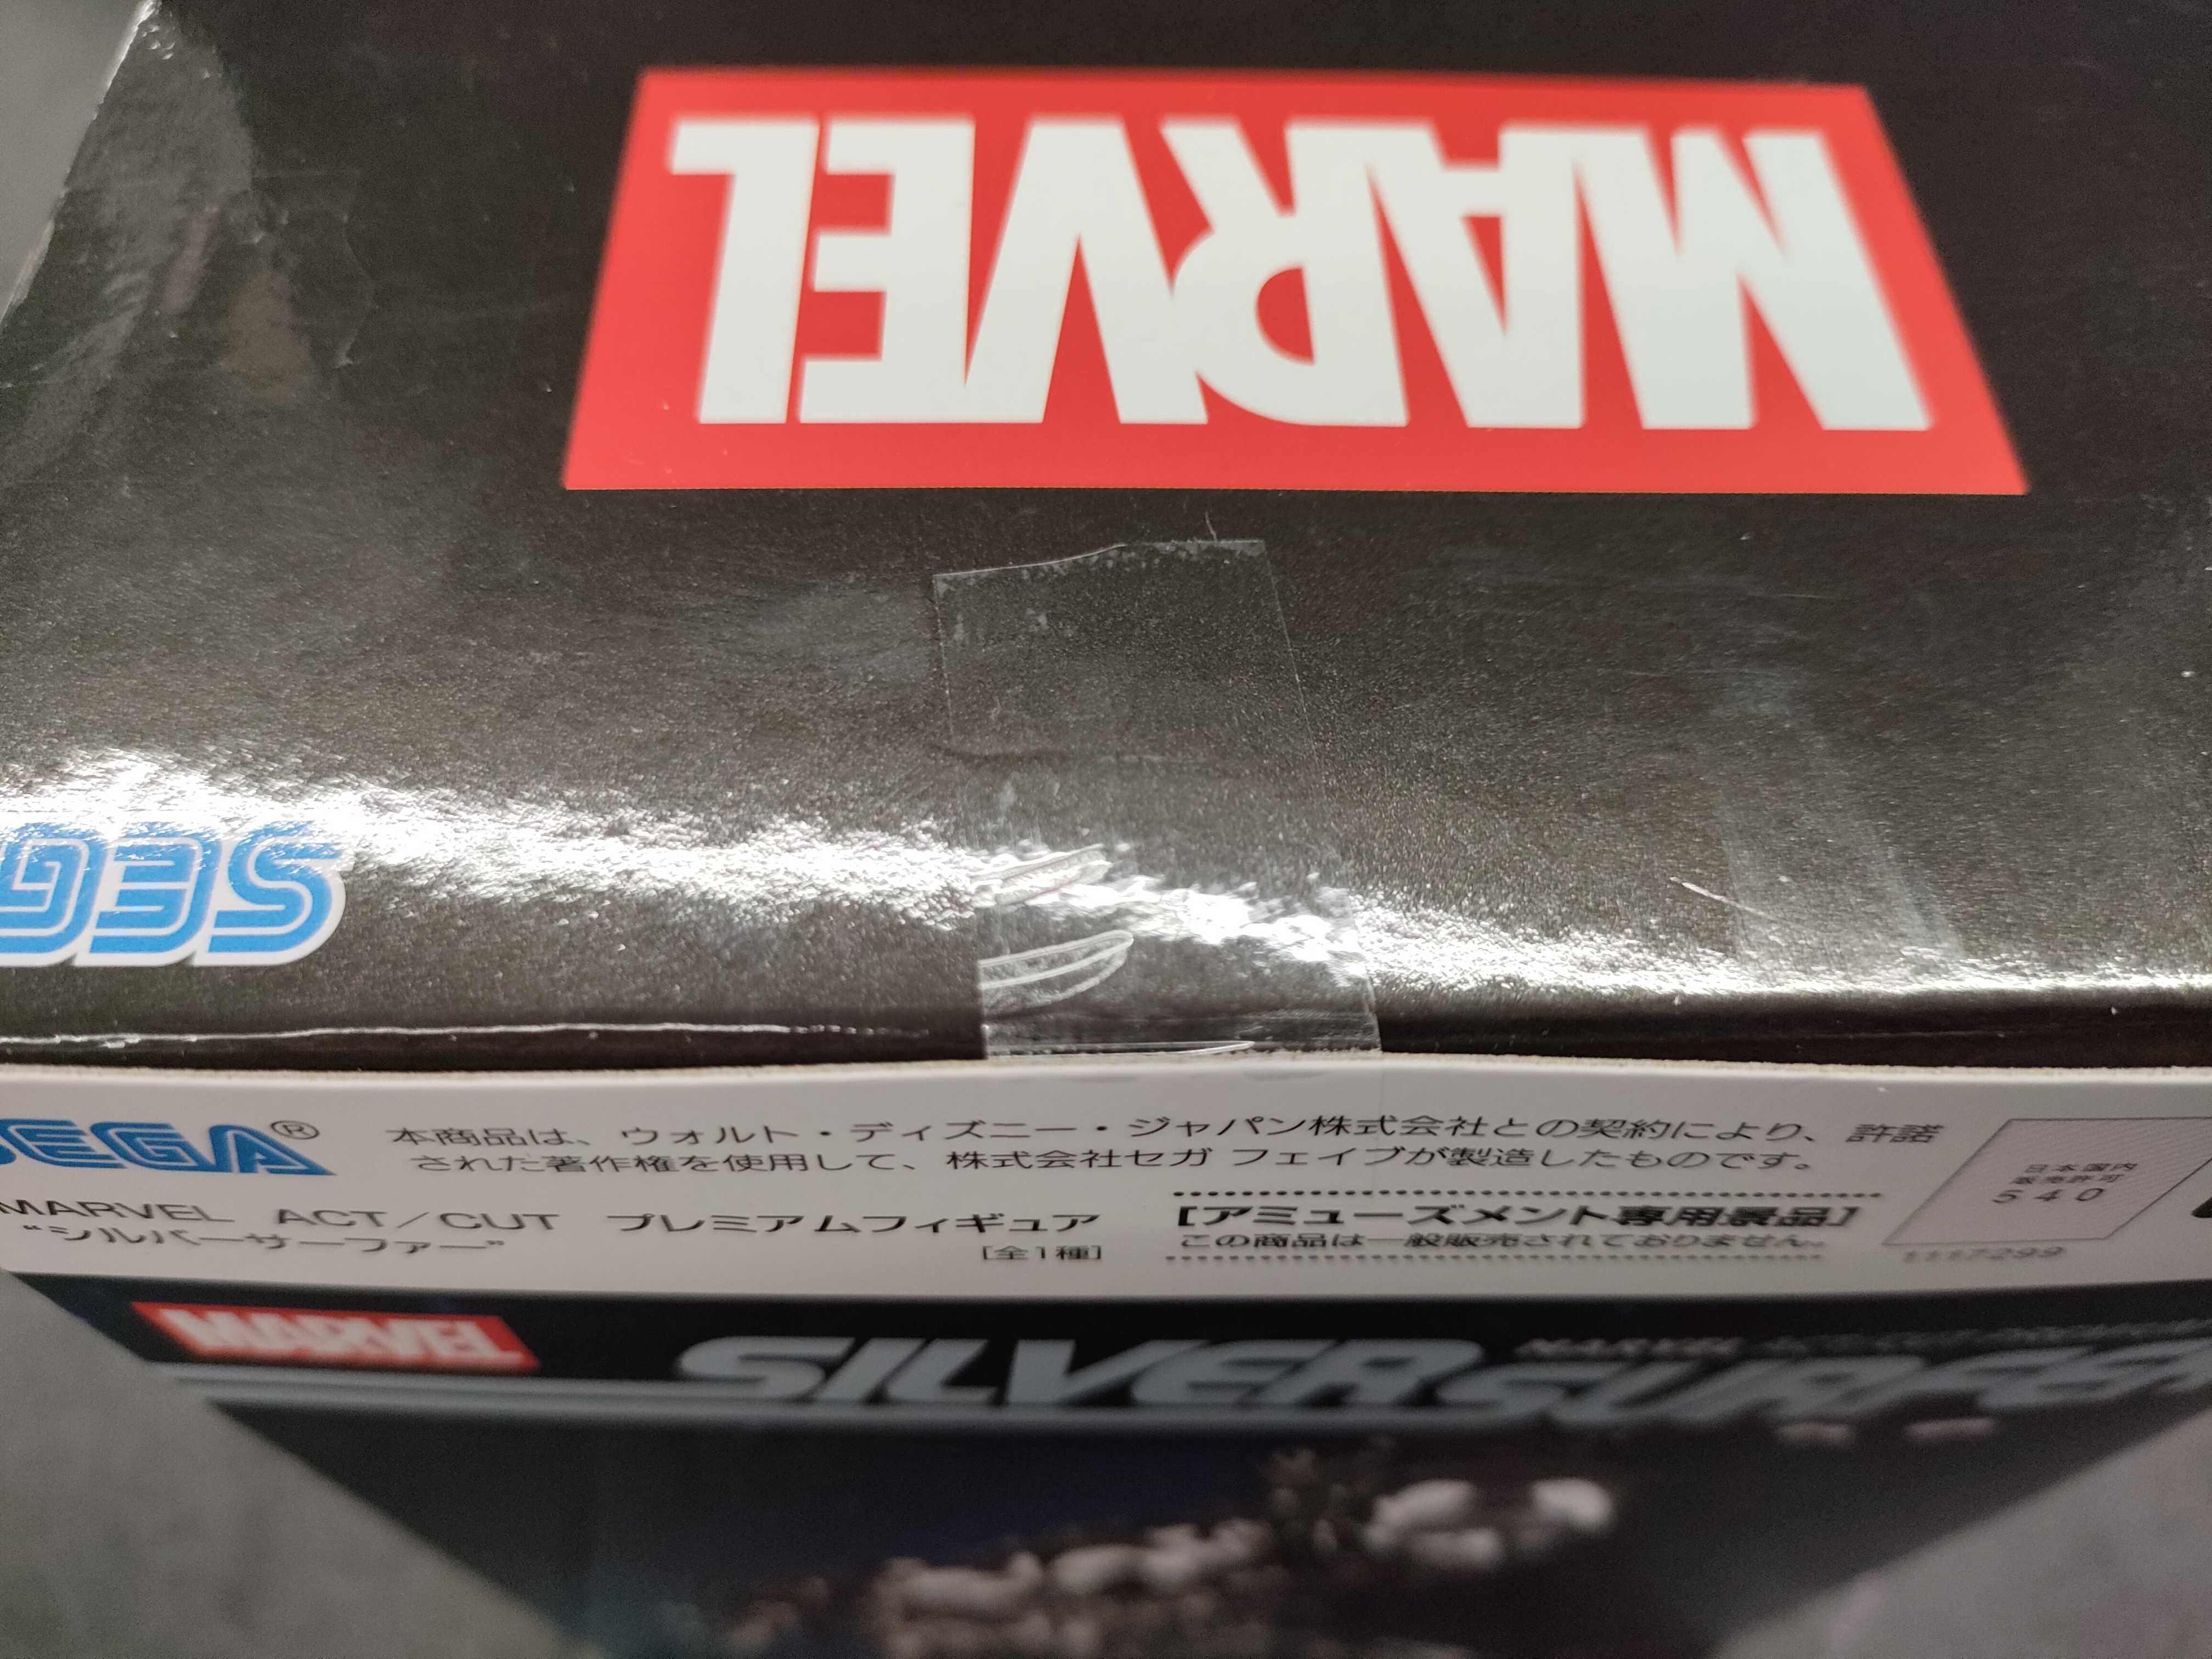 MARVEL
SEGA
SEGA®
本商品は、ウォルト・ディズニー・ジャパン株式会社との契約により、許諾
された著作権を使用して、株式会社セガ フェイブが製造したものです。
MARVEL ACT/CUT プレミアムフィギュア
“シルバーサーファー”
[全1種]
[アミューズメント専用景品]
この商品は一般販売されておりません。
日本国内
販売許可
540
1117299
MARVEL
SILVER SURFER
MARVEL